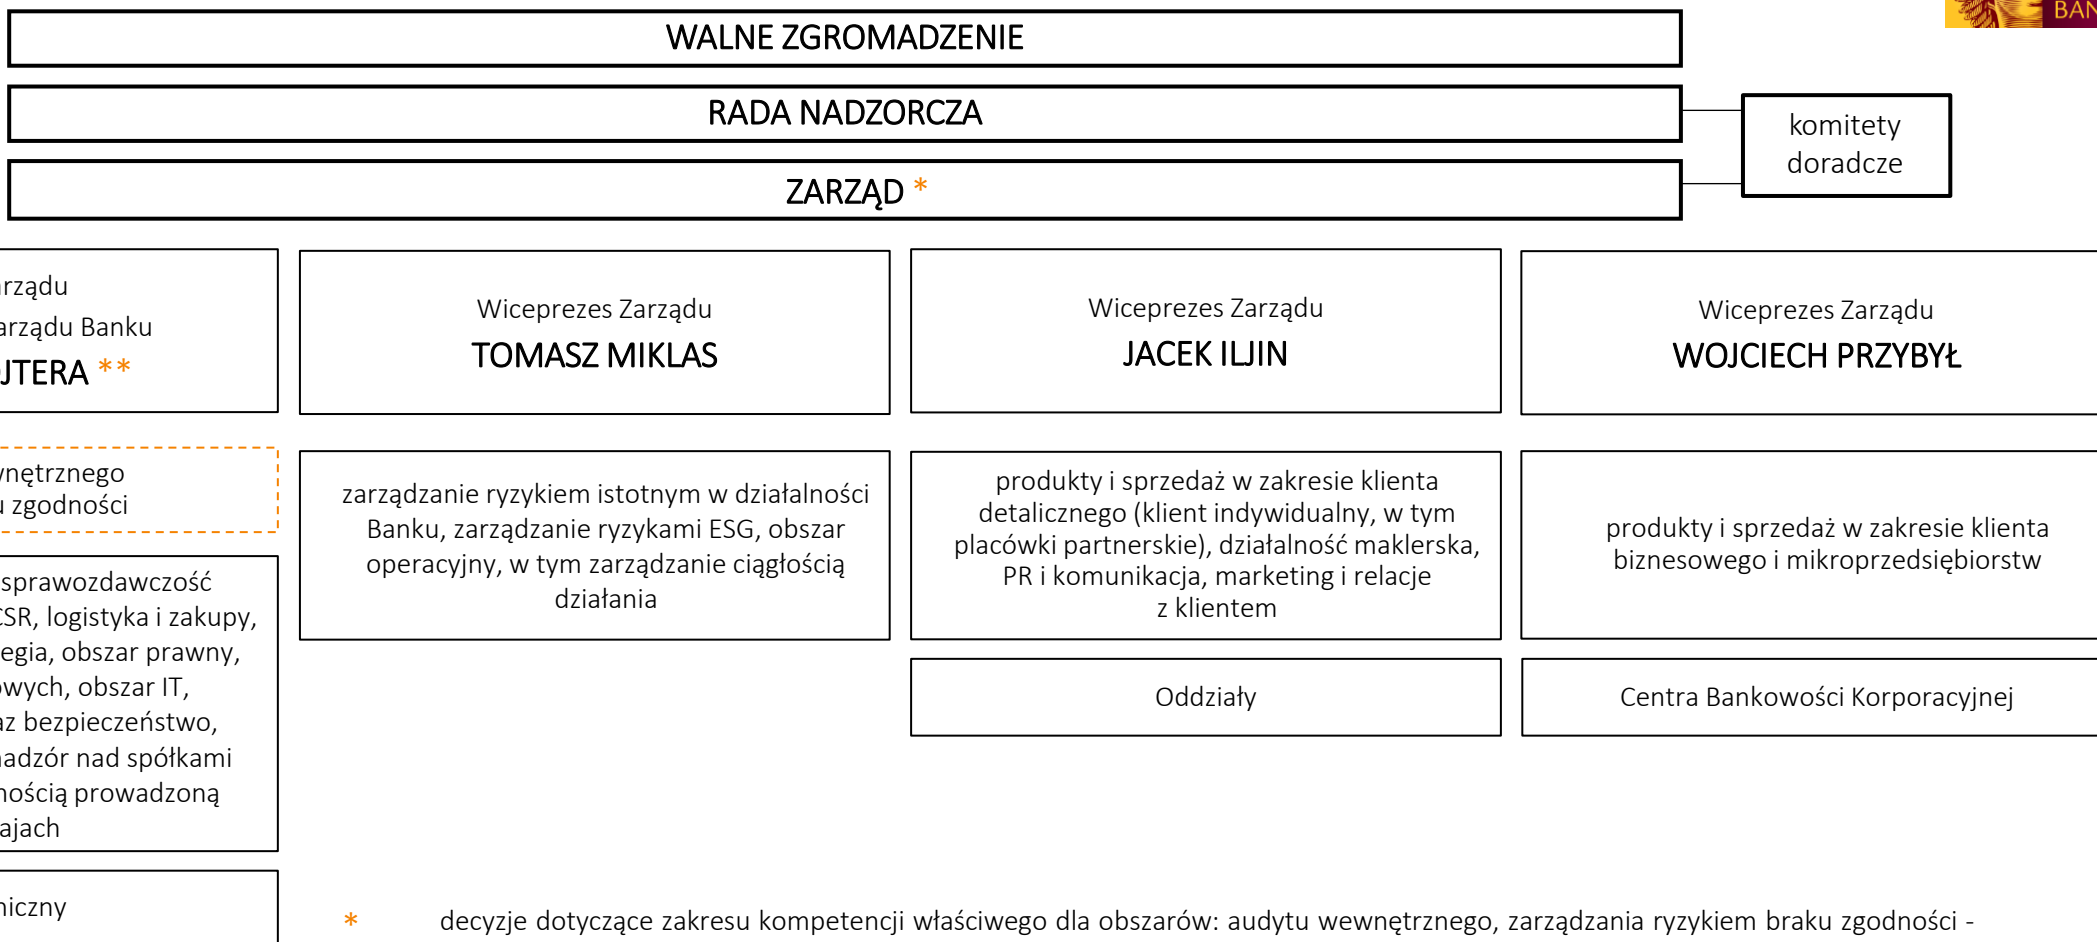 BAN
WALNE ZGROMADZENIE
RADA NADZORCZA
komitety
doradcze
ZARZĄD *
arządu
arządu Banku
JTERA **
Wiceprezes Zarządu
TOMASZ MIKLAS
Wiceprezes Zarządu
JACEK ILJIN
Wiceprezes Zarządu
WOJCIECH PRZYBYŁ
wnętrznego
u zgodności
sprawozdawczość
CSR, logistyka i zakupy,
egia, obszar prawny,
owych, obszar IT,
az bezpieczeństwo,
nadzór nad spółkami
nością prowadzoną
ajach
niczny
zarządzanie ryzykiem istotnym w działalności
Banku, zarządzanie ryzykami ESG, obszar
operacyjny, w tym zarządzanie ciągłością
działania
produkty i sprzedaż w zakresie klienta
detalicznego (klient indywidualny, w tym
placówki partnerskie), działalność maklerska,
PR i komunikacja, marketing i relacje
z klientem
Oddziały
produkty i sprzedaż w zakresie klienta
biznesowego i mikroprzedsiębiorstw
Centra Bankowości Korporacyjnej
* decyzje dotyczące zakresu kompetencji właściwego dla obszarów: audytu wewnętrznego, zarządzania ryzykiem braku zgodności -